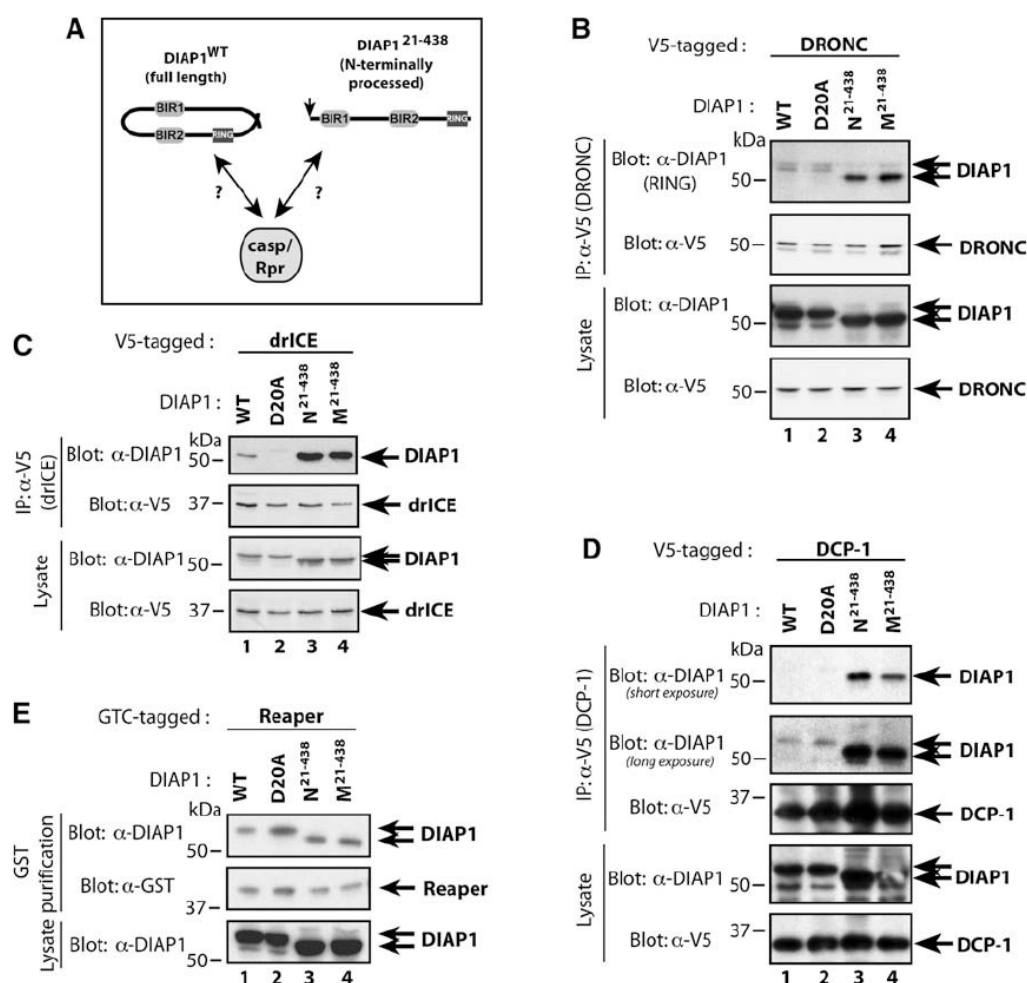 A
DIAP1WT
(full length)
BIR1
BIR2
RING
DIAP1 21-438
(N-terminally
processed)
BIR1
BIR2
RING
?
?
casp/
Rpr
B
V5-tagged :
DRONC
DIAP1:
WT
D20A
N21-438
M21-438
kDa
IP: α-V5 (DRONC)
Blot: α-DIAP1
(RING)
50
DIAP1
Blot: α-V5
50
DRONC
Lysate
Blot: α-DIAP1
50
DIAP1
Blot: α-V5
50
DRONC
1 2 3 4
C
V5-tagged :
drICE
DIAP1 :
WT
D20A
N21-438
M21-438
kDa
IP: α-V5
(drICE)
Blot: α-DIAP1
50
DIAP1
Blot:α-V5
37
drICE
Lysate
Blot: α-DIAP1
50
DIAP1
Blot: α-V5
37
drICE
1 2 3 4
D
V5-tagged :
DCP-1
DIAP1 :
WT
D20A
N21-438
M21-438
kDa
IP: α-V5 (DCP-1)
Blot: α-DIAP1
(short exposure)
50
DIAP1
Blot: α-DIAP1
(long exposure)
50
DIAP1
Blot: α-V5
37
DCP-1
Lysate
Blot: α-DIAP1
50
DIAP1
Blot: α-V5
37
DCP-1
1 2 3 4
E
GTC-tagged :
Reaper
DIAP1:
WT
D20A
N21-438
M21-438
kDa
GST
purification
Blot: α-DIAP1
50
DIAP1
Blot:α-GST
37
Reaper
Lysate
Blot: α-DIAP1
50
DIAP1
1 2 3 4